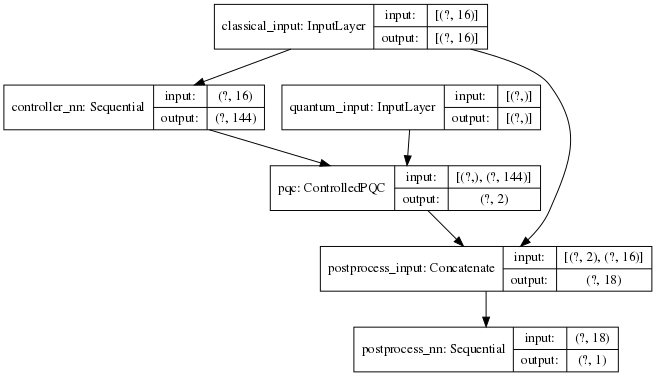 classical_input: InputLayer
input: [(?, 16)]
output: [(?, 16)]
controller_nn: Sequential
input: (?, 16)
output: (?, 144)
quantum_input: InputLayer
input: [(?,)]
output: [(?,)]
pqc: ControlledPQC
input: [(?,), (?, 144)]
output: (?, 2)
postprocess_input: Concatenate
input: [(?, 2), (?, 16)]
output: (?, 18)
postprocess_nn: Sequential
input: (?, 18)
output: (?, 1)